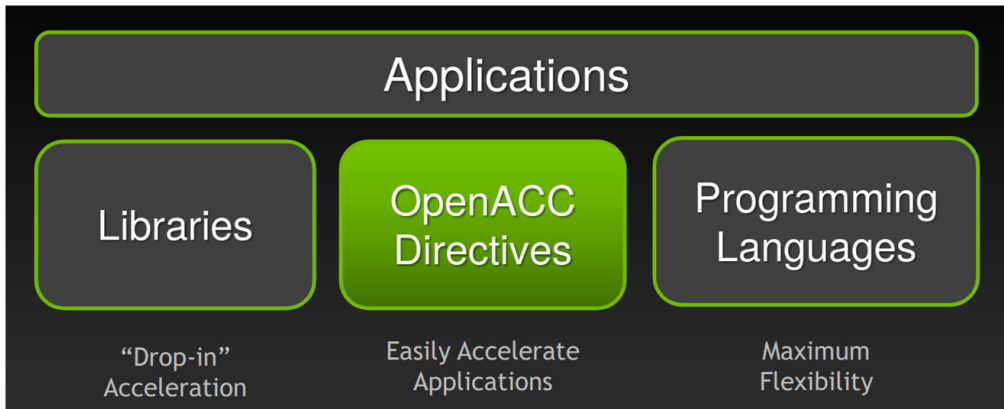 Applications
Libraries
OpenACC
Directives
Programming
Languages
“Drop-in”
Acceleration
Easily Accelerate
Applications
Maximum
Flexibility